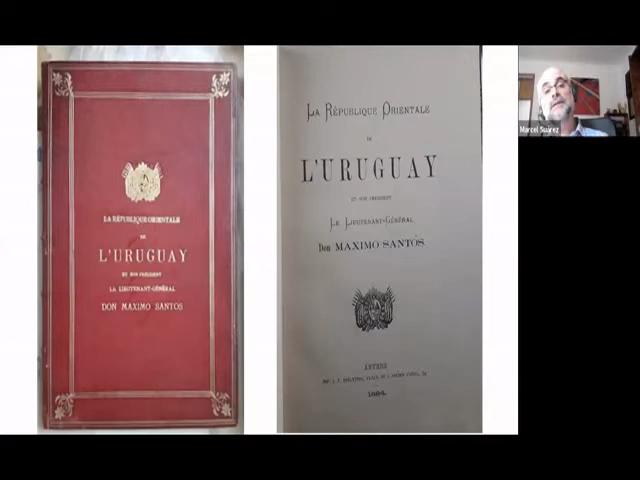 LA RÉPUBLIQUE ORIENTALE
DE
L'URUGUAY
ET SON PRÉSIDENT
LE LIEUTENANT-GÉNÉRAL
DON MAXIMO SANTOS
LA RÉPUBLIQUE ORIENTALE
DE
L'URUGUAY
ET SON PRÉSIDENT
LE LIEUTENANT-GÉNÉRAL
DON MAXIMO SANTOS
ANVERS
1884.
Marcel Suárez